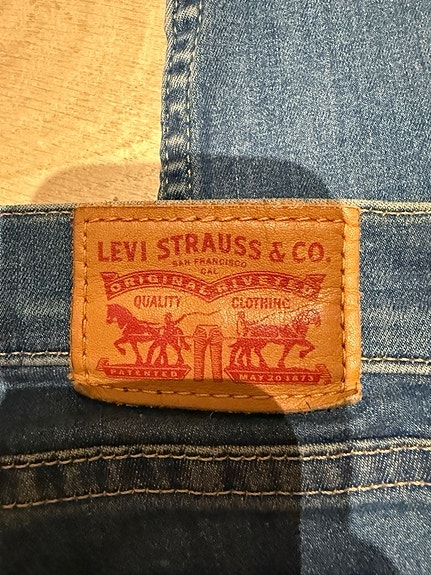 LEVI STRAUSS & CO.
SAN FRANCISCO
CAL
ORIGINAL RIVETED
QUALITY CLOTHING
PATENTED MAY 20 1873